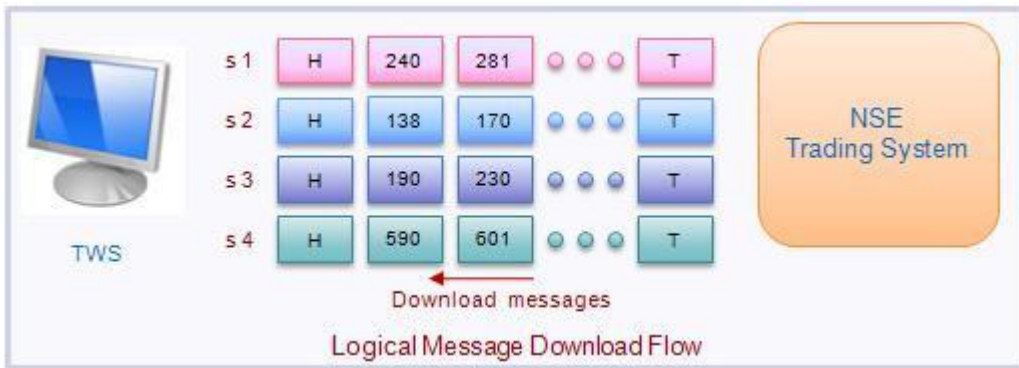 s 1 H 240 281 T
s 2 H 138 170 T
s 3 H 190 230 T
s 4 H 590 601 T
TWS
NSE
Trading System
Download messages
Logical Message Download Flow